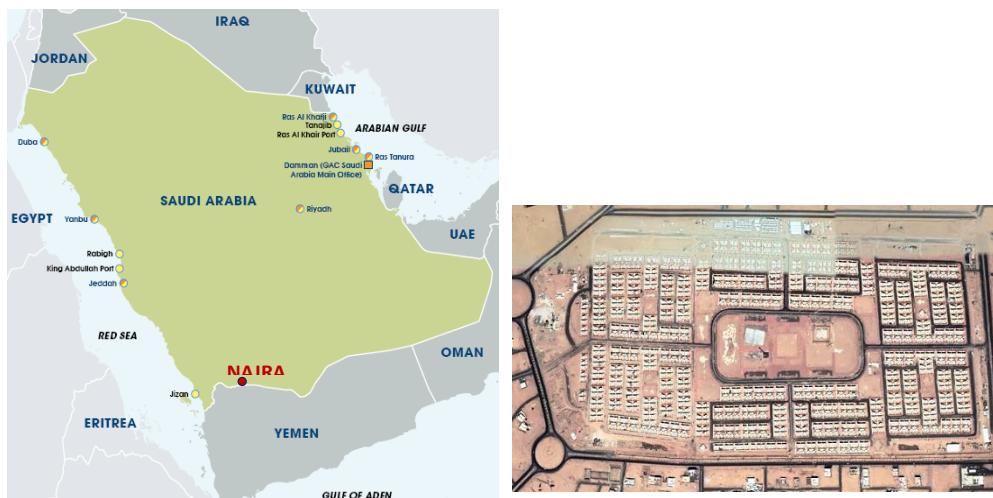 IRAQ
JORDAN
KUWAIT
Ras Al Khafji
Tanajib
Ras Al Khair Port
ARABIAN GULF
Duba
Jubail
Ras Tanura
Damman (GAC Saudi
Arabia Main Office)
QATAR
SAUDI ARABIA
Riyadh
EGYPT
Yanbu
UAE
Rabigh
King Abdullah Port
Jeddah
RED SEA
OMAN
NAJRA
Jizan
ERITREA
YEMEN
GULF OF ADEN